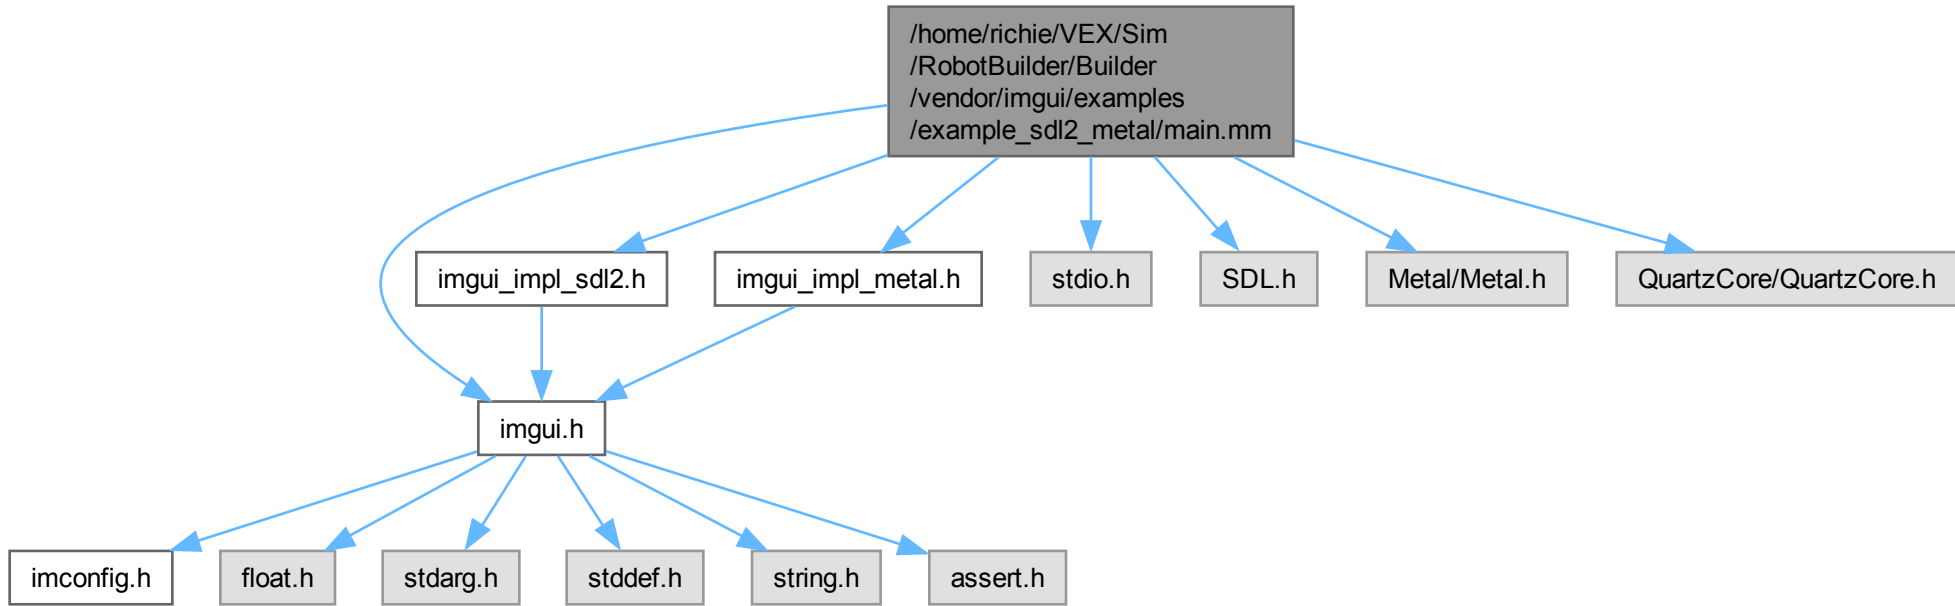 /home/richie/VEX/Sim
/RobotBuilder/Builder
/vendor/imgui/examples
/example_sdl2_metal/main.mm
imgui_impl_sdl2.h
imgui_impl_metal.h
stdio.h
SDL.h
Metal/Metal.h
QuartzCore/QuartzCore.h
imgui.h
imconfig.h
float.h
stdarg.h
stddef.h
string.h
assert.h